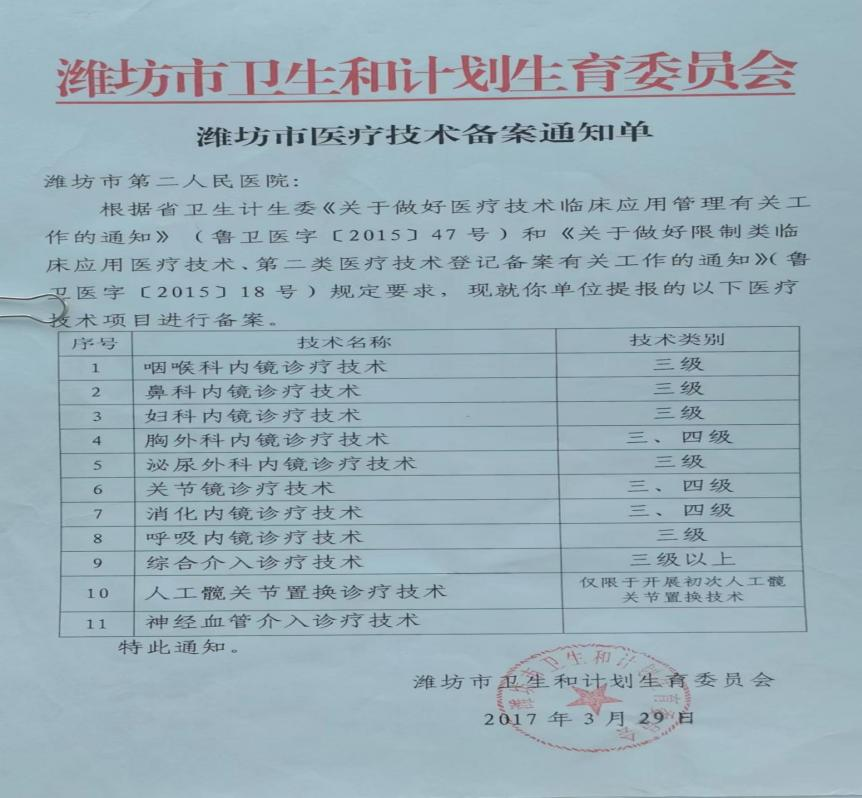 潍坊市卫生和计划生育委员会
潍坊市医疗技术备案通知单
潍坊市第二人民医院:
根据省卫生计生委《关于做好医疗技术临床应用管理有关工
作的通知》（鲁卫医字〔2015〕47号）和《关于做好限制类临
床应用医疗技术、第二类医疗技术登记备案有关工作的通知》（鲁
卫医字〔2015〕18号）规定要求，现就你单位提报的以下医疗
技术项目进行备案。
序号 技术名称 技术类别
1 咽喉科内镜诊疗技术 三级
2 鼻科内镜诊疗技术 三级
3 妇科内镜诊疗技术 三级
4 胸外科内镜诊疗技术 三、四级
5 泌尿外科内镜诊疗技术 三级
6 关节镜诊疗技术 三、四级
7 消化内镜诊疗技术 三、四级
8 呼吸内镜诊疗技术 三级
9 综合介入诊疗技术 三级以上
10 人工髋关节置换诊疗技术 仅限于开展初次人工髋
关节置换技术
11 神经血管介入诊疗技术
特此通知。
潍坊市卫生和计划生育委员会
2017年3月29日
潍坊市卫生和计划生育委员会